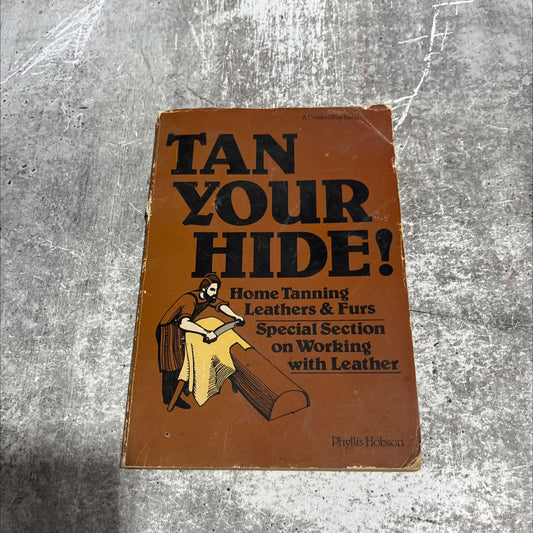 A Garden Way Book
TAN
YOUR
HIDE!
Home Tanning
Leathers & Furs
Special Section
on Working
with Leather
Phyllis Hobson